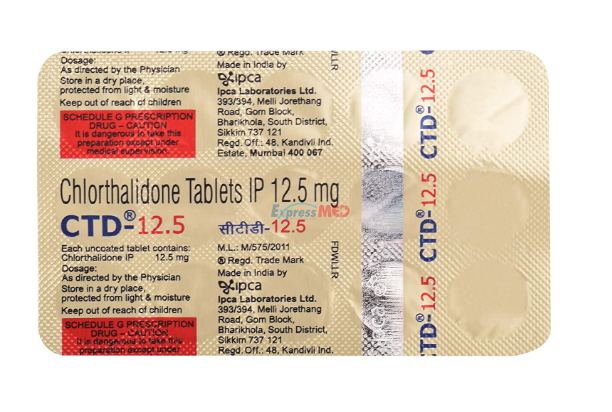 Dosage:
As directed by the Physician
Store in a dry place,
protected from light & moisture
Keep out of reach of children
SCHEDULE G PRESCRIPTION
DRUG – CAUTION
It is dangerous to take this
preparation except under
medical supervision
® Regd. Trade Mark
Made in India by
ipca
Ipca Laboratories Ltd.
393/394, Melli Jorethang
Road, Gom Block,
Bharikhola, South District,
Sikkim 737 121
Regd. Off.: 48, Kandivli Ind.
Estate, Mumbai 400 067
Chlorthalidone Tablets IP 12.5 mg
ExpressMED
CTD®-12.5
सीटीडी-12.5
Each uncoated tablet contains:
Chlorthalidone IP 12.5 mg
Dosage:
As directed by the Physician
Store in a dry place,
protected from light & moisture
Keep out of reach of children
SCHEDULE G PRESCRIPTION
DRUG – CAUTION
It is dangerous to take this
preparation except under
M.L.: M/575/2011
® Regd. Trade Mark
Made in India by
ipca
Ipca Laboratories Ltd.
393/394, Melli Jorethang
Road, Gom Block,
Bharikhola, South District,
Sikkim 737 121
Regd. Off.: 48, Kandivli Ind.
FDWLLR
CTD®-12.5
CTD®-12.5
CTD®-12.5